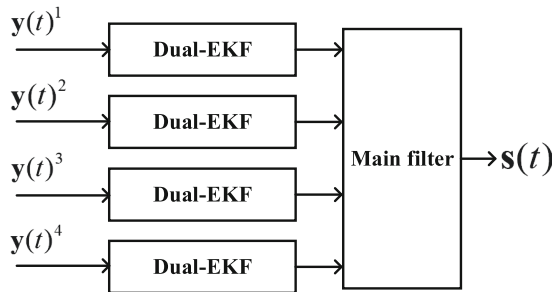 y(t)¹ Dual-EKF
y(t)² Dual-EKF
Main filter s(t)
y(t)³ Dual-EKF
y(t)⁴ Dual-EKF